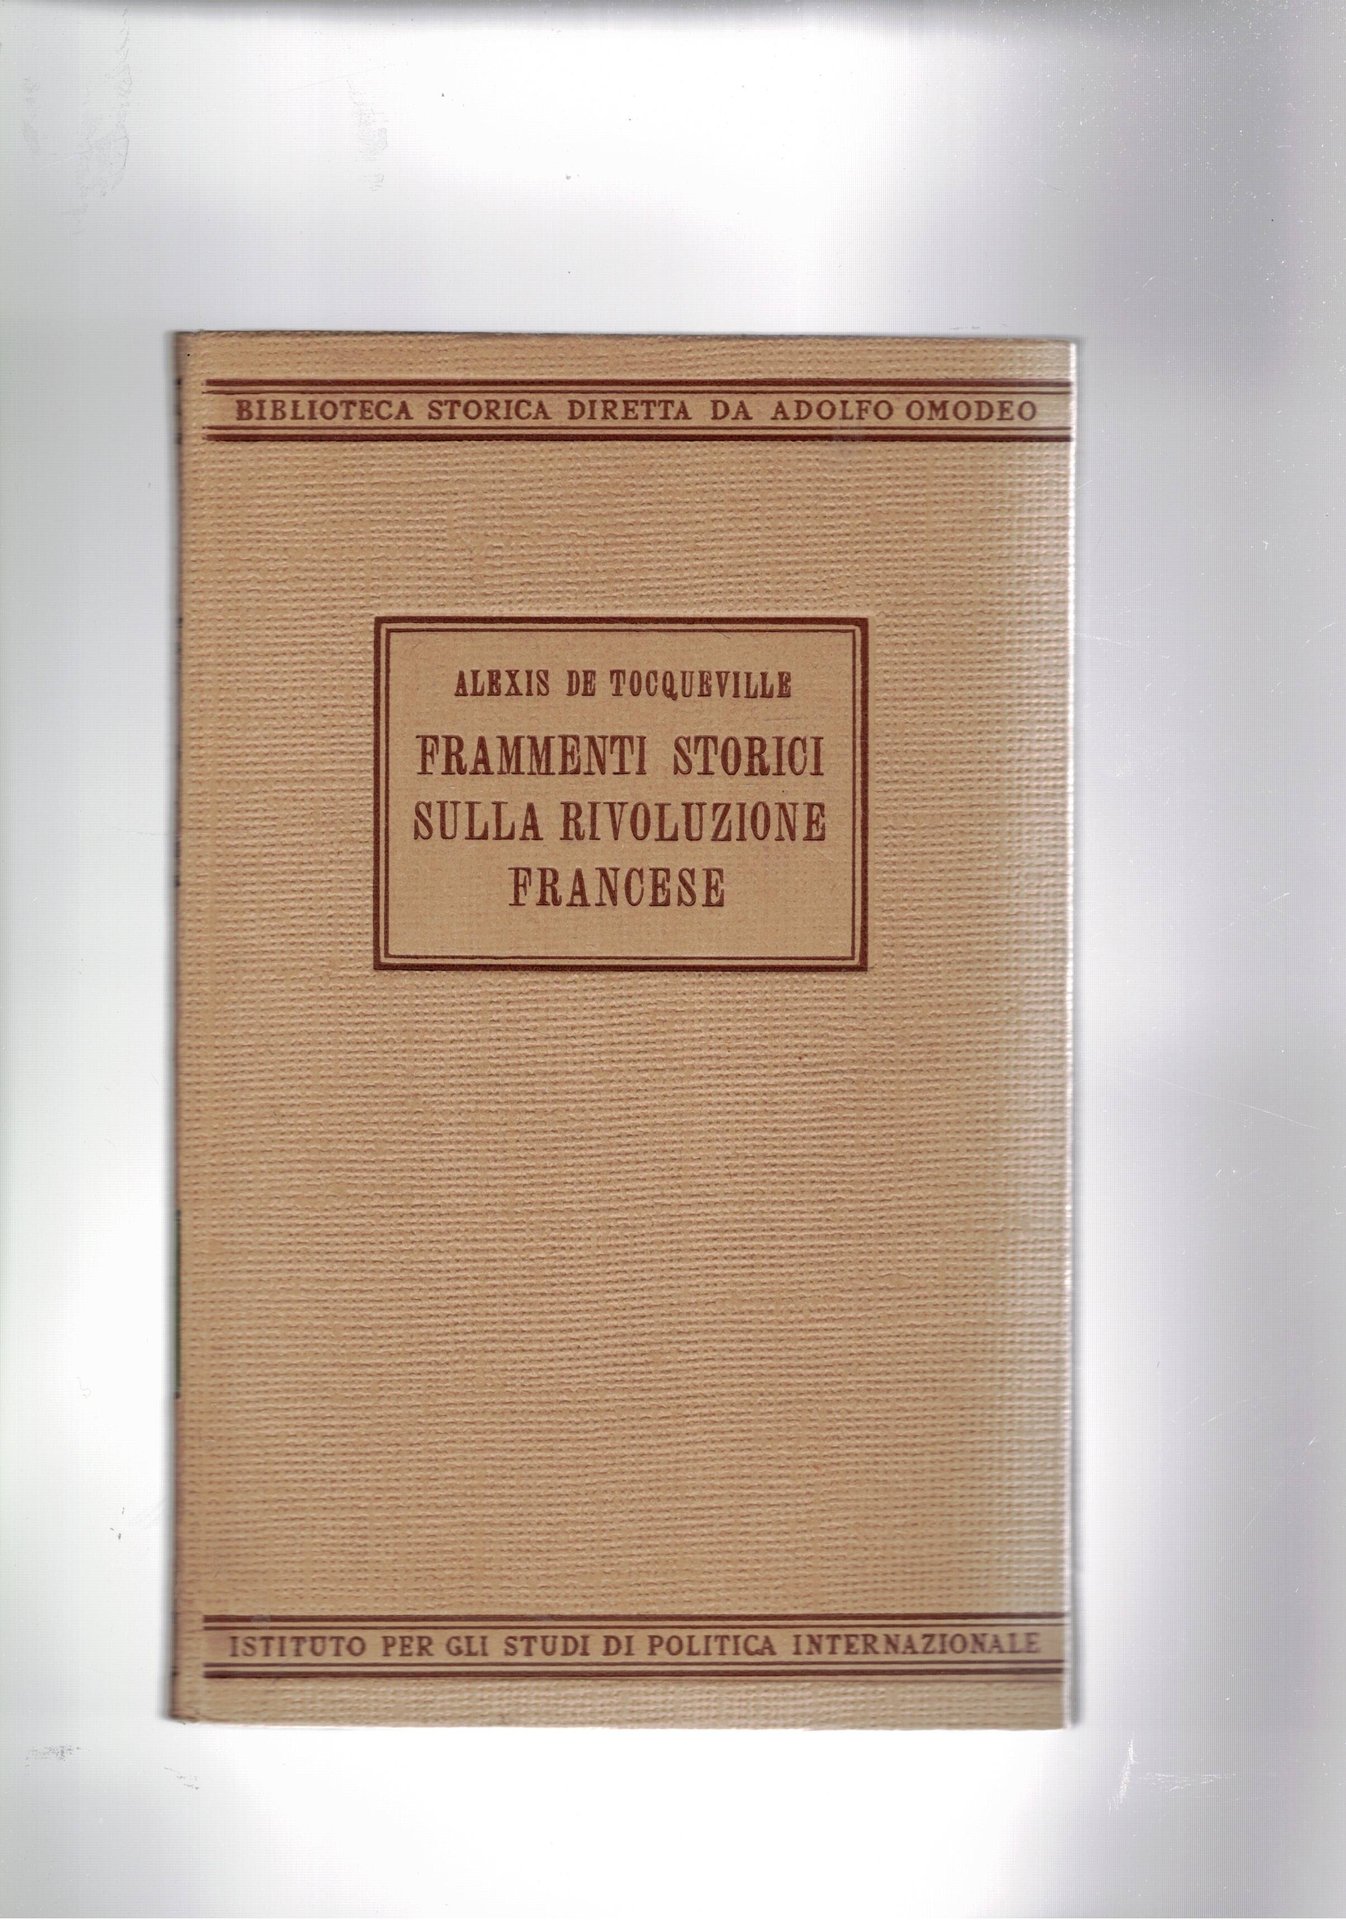 BIBLIOTECA STORICA DIRETTA DA ADOLFO OMODEO
ALEXIS DE TOCQUEVILLE
FRAMMENTI STORICI
SULLA RIVOLUZIONE
FRANCESE
ISTITUTO PER GLI STUDI DI POLITICA INTERNAZIONALE